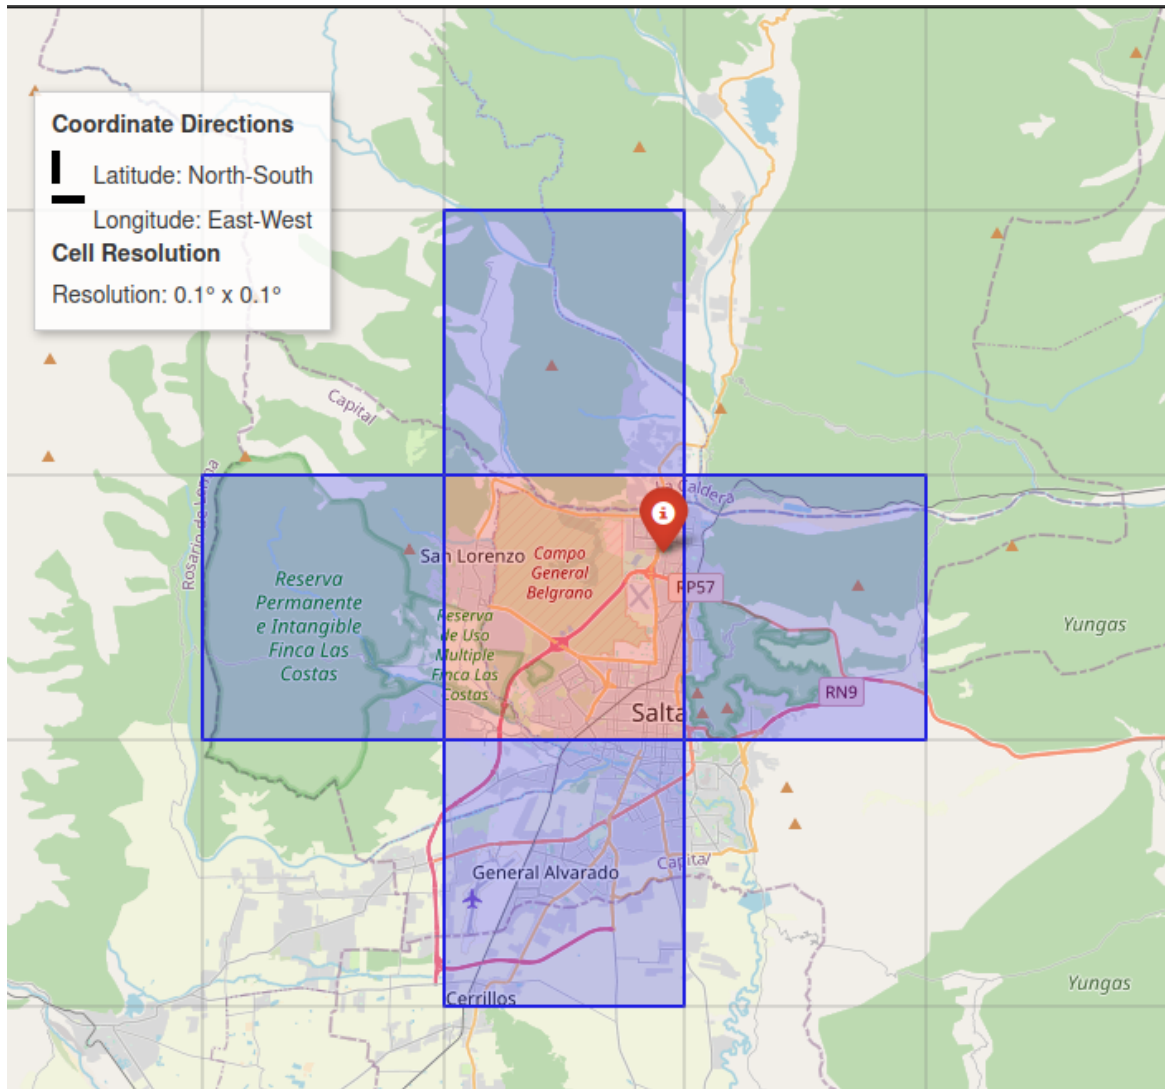 Coordinate Directions
Latitude: North-South
Longitude: East-West
Cell Resolution
Resolution: 0.1° x 0.1°
Capital
Rosario de Lerma
La Caldera
San Lorenzo
Campo
General
Belgrano
Reserva
Permanente
e Intangible
Finca Las
Costas
Reserva
de Uso
Multiple
Finca Las
Costas
RP57
Yungas
RN9
Salta
General Alvarado
Capital
Cerrillos
Yungas